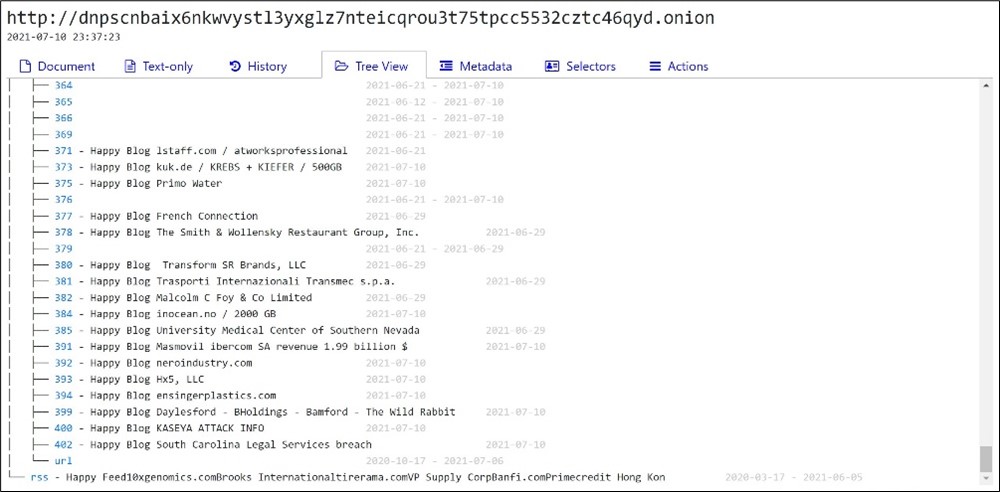 http://dnpscnbaix6nkwvystl3yxglz7nteicqrou3t75tpcc5532cztc46qyd.onion
2021-07-10 23:37:23
Document Text-only History Tree View Metadata Selectors Actions
364 2021-06-21 - 2021-07-10
365 2021-06-12 - 2021-07-10
366 2021-06-21 - 2021-07-10
369 2021-06-21 - 2021-07-10
371 - Happy Blog lstaff.com / atworksprofessional 2021-06-21
373 - Happy Blog kuk.de / KREBS + KIEFER / 500GB 2021-07-10
375 - Happy Blog Primo Water 2021-07-10
376 2021-06-21 - 2021-07-10
377 - Happy Blog French Connection 2021-06-29
378 - Happy Blog The Smith & Wollensky Restaurant Group, Inc. 2021-06-29
379 2021-06-21 - 2021-06-29
380 - Happy Blog  Transform SR Brands, LLC 2021-06-29
381 - Happy Blog Trasporti Internazionali Transmec s.p.a. 2021-06-29
382 - Happy Blog Malcolm C Foy & Co Limited 2021-06-29
384 - Happy Blog inocean.no / 2000 GB 2021-07-10
385 - Happy Blog University Medical Center of Southern Nevada 2021-06-29
391 - Happy Blog Masmovil ibercom SA revenue 1.99 billion $ 2021-07-10
392 - Happy Blog neroindustry.com 2021-07-10
393 - Happy Blog Hx5, LLC 2021-07-10
394 - Happy Blog ensingerplastics.com 2021-07-10
399 - Happy Blog Daylesford - BHoldings - Bamford - The Wild Rabbit 2021-07-10
400 - Happy Blog KASEYA ATTACK INFO 2021-07-10
402 - Happy Blog South Carolina Legal Services breach 2021-07-10
url 2020-10-17 - 2021-07-06
rss - Happy Feed10xgenomics.comBrooks Internationaltirerama.comVP Supply CorpBanfi.comPrimecredit Hong Kon 2020-03-17 - 2021-06-05